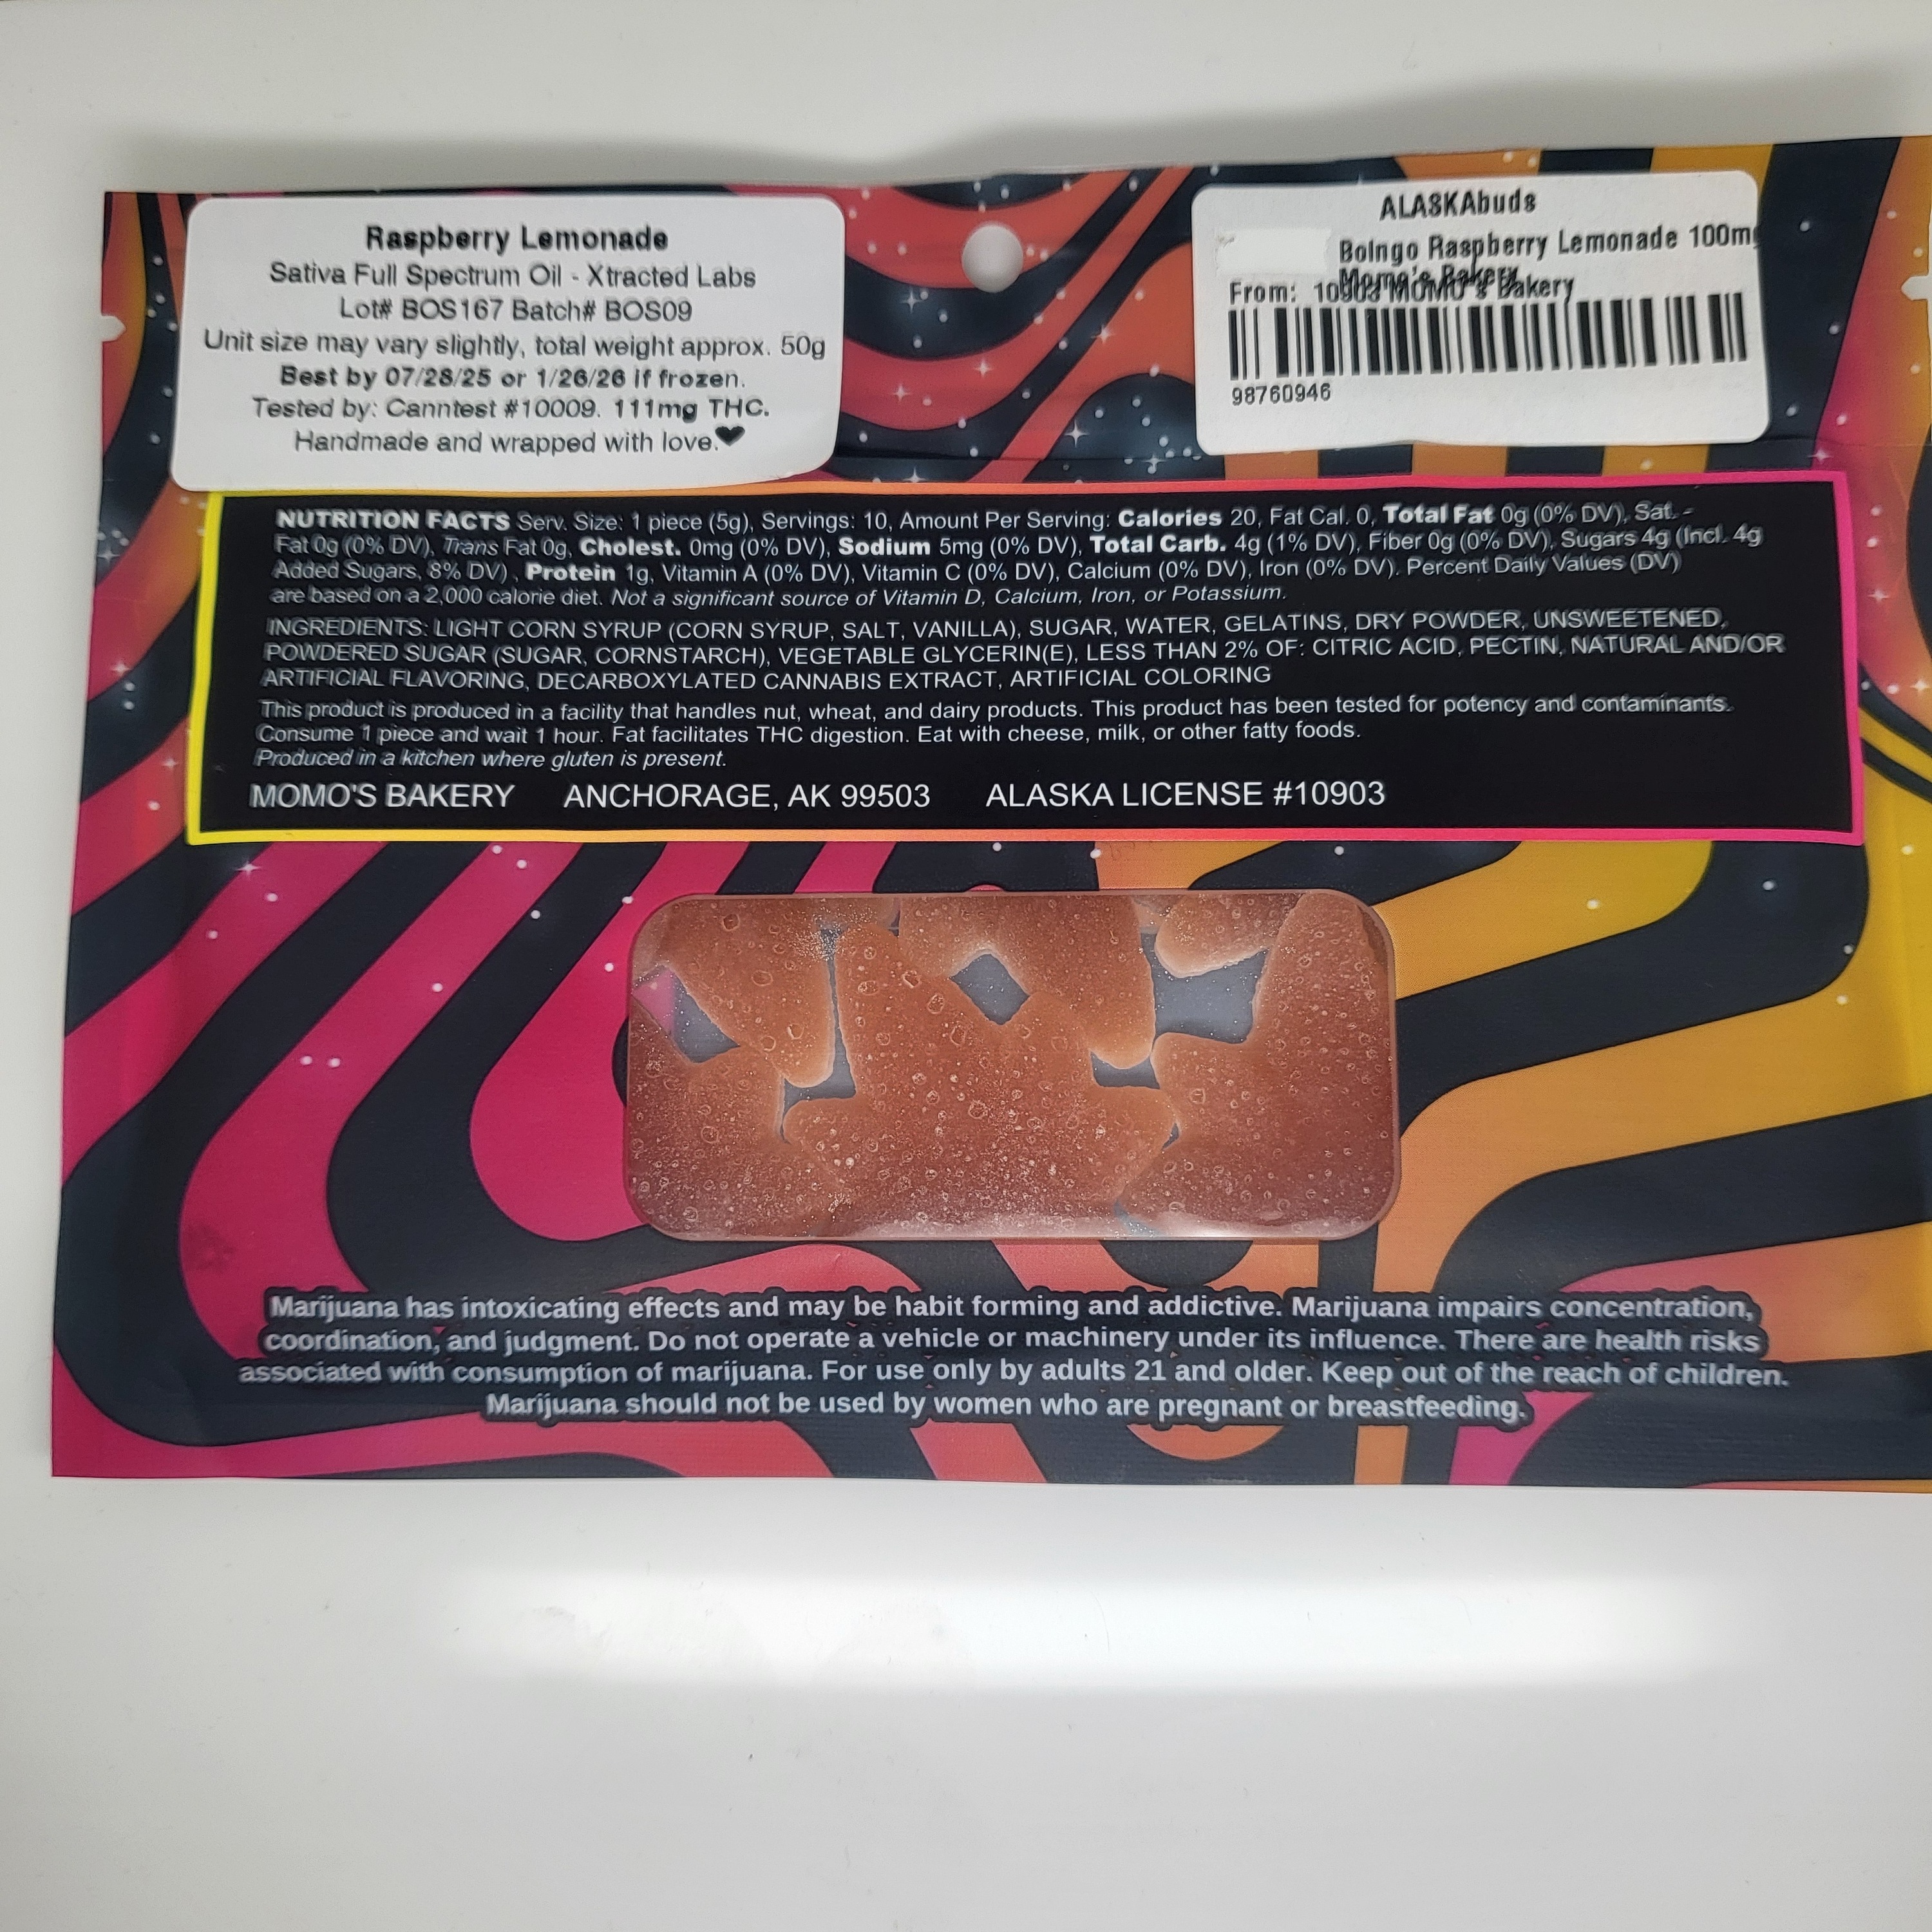 Raspberry Lemonade
Sativa Full Spectrum Oil - Xtracted Labs
Lot# BOS167 Batch# BOS09
Unit size may vary slightly, total weight approx. 50g
Best by 07/28/25 or 1/26/26 if frozen.
Tested by: Canntest #10009. 111mg THC.
Handmade and wrapped with love.♥
ALASKAbuds
Boingo Raspberry Lemonade 100mg
Momo's Bakery
From: 10903 MOMO's Bakery
98760946
NUTRITION FACTS Serv. Size: 1 piece (5g), Servings: 10, Amount Per Serving: Calories 20, Fat Cal. 0, Total Fat 0g (0% DV), Sat. -
Fat 0g (0% DV), Trans Fat 0g, Cholest. 0mg (0% DV), Sodium 5mg (0% DV), Total Carb. 4g (1% DV), Fiber 0g (0% DV), Sugars 4g (Incl. 4g
Added Sugars, 8% DV) , Protein 1g, Vitamin A (0% DV), Vitamin C (0% DV), Calcium (0% DV), Iron (0% DV). Percent Daily Values (DV)
are based on a 2,000 calorie diet. Not a significant source of Vitamin D, Calcium, Iron, or Potassium.
INGREDIENTS: LIGHT CORN SYRUP (CORN SYRUP, SALT, VANILLA), SUGAR, WATER, GELATINS, DRY POWDER, UNSWEETENED,
POWDERED SUGAR (SUGAR, CORNSTARCH), VEGETABLE GLYCERIN(E), LESS THAN 2% OF: CITRIC ACID, PECTIN, NATURAL AND/OR
ARTIFICIAL FLAVORING, DECARBOXYLATED CANNABIS EXTRACT, ARTIFICIAL COLORING
This product is produced in a facility that handles nut, wheat, and dairy products. This product has been tested for potency and contaminants.
Consume 1 piece and wait 1 hour. Fat facilitates THC digestion. Eat with cheese, milk, or other fatty foods.
Produced in a kitchen where gluten is present.
MOMO'S BAKERY ANCHORAGE, AK 99503 ALASKA LICENSE #10903
Marijuana has intoxicating effects and may be habit forming and addictive. Marijuana impairs concentration,
coordination, and judgment. Do not operate a vehicle or machinery under its influence. There are health risks
associated with consumption of marijuana. For use only by adults 21 and older. Keep out of the reach of children.
Marijuana should not be used by women who are pregnant or breastfeeding.